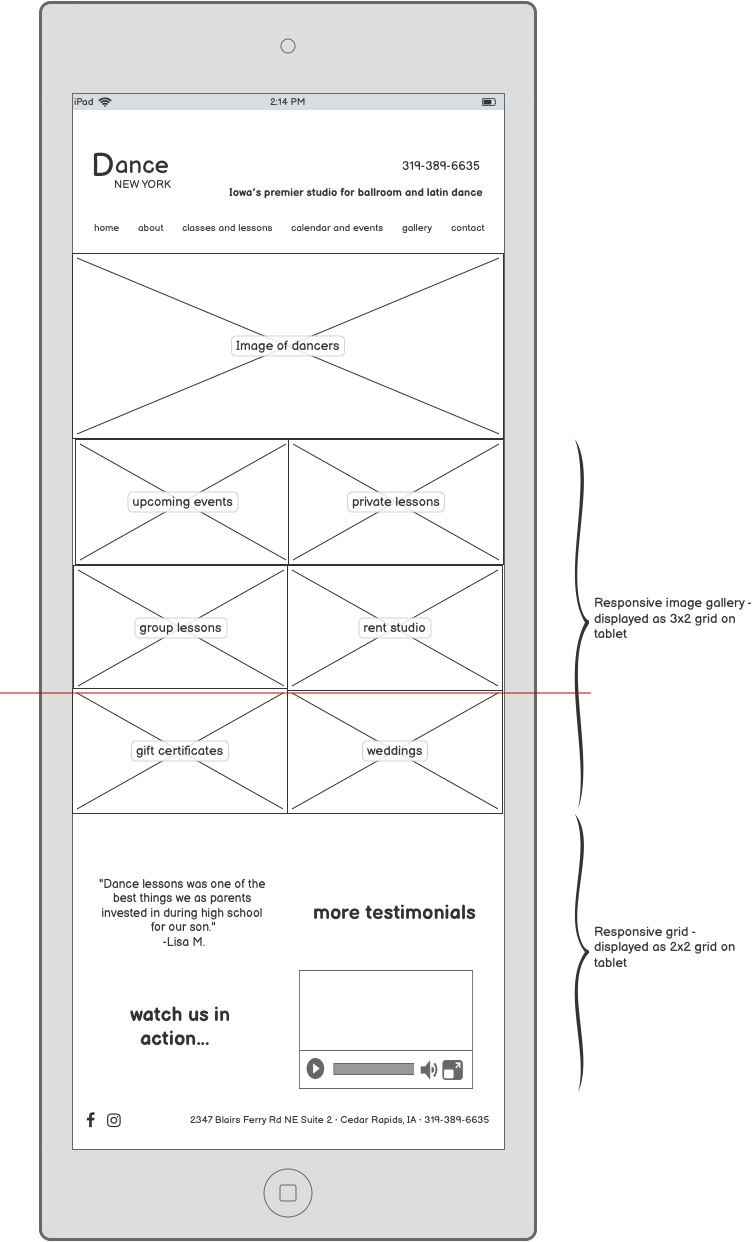 iPad 2:14 PM
Dance
NEW YORK
319-389-6635
Iowa's premier studio for ballroom and latin dance
home about classes and lessons calendar and events gallery contact
Image of dancers
upcoming events private lessons
group lessons rent studio
gift certificates weddings
Responsive image gallery -
displayed as 3x2 grid on
tablet
"Dance lessons was one of the
best things we as parents
invested in during high school
for our son."
-Lisa M.
more testimonials
Responsive grid -
displayed as 2x2 grid on
tablet
watch us in
action...
2347 Blairs Ferry Rd NE Suite 2 · Cedar Rapids, IA · 319-389-6635